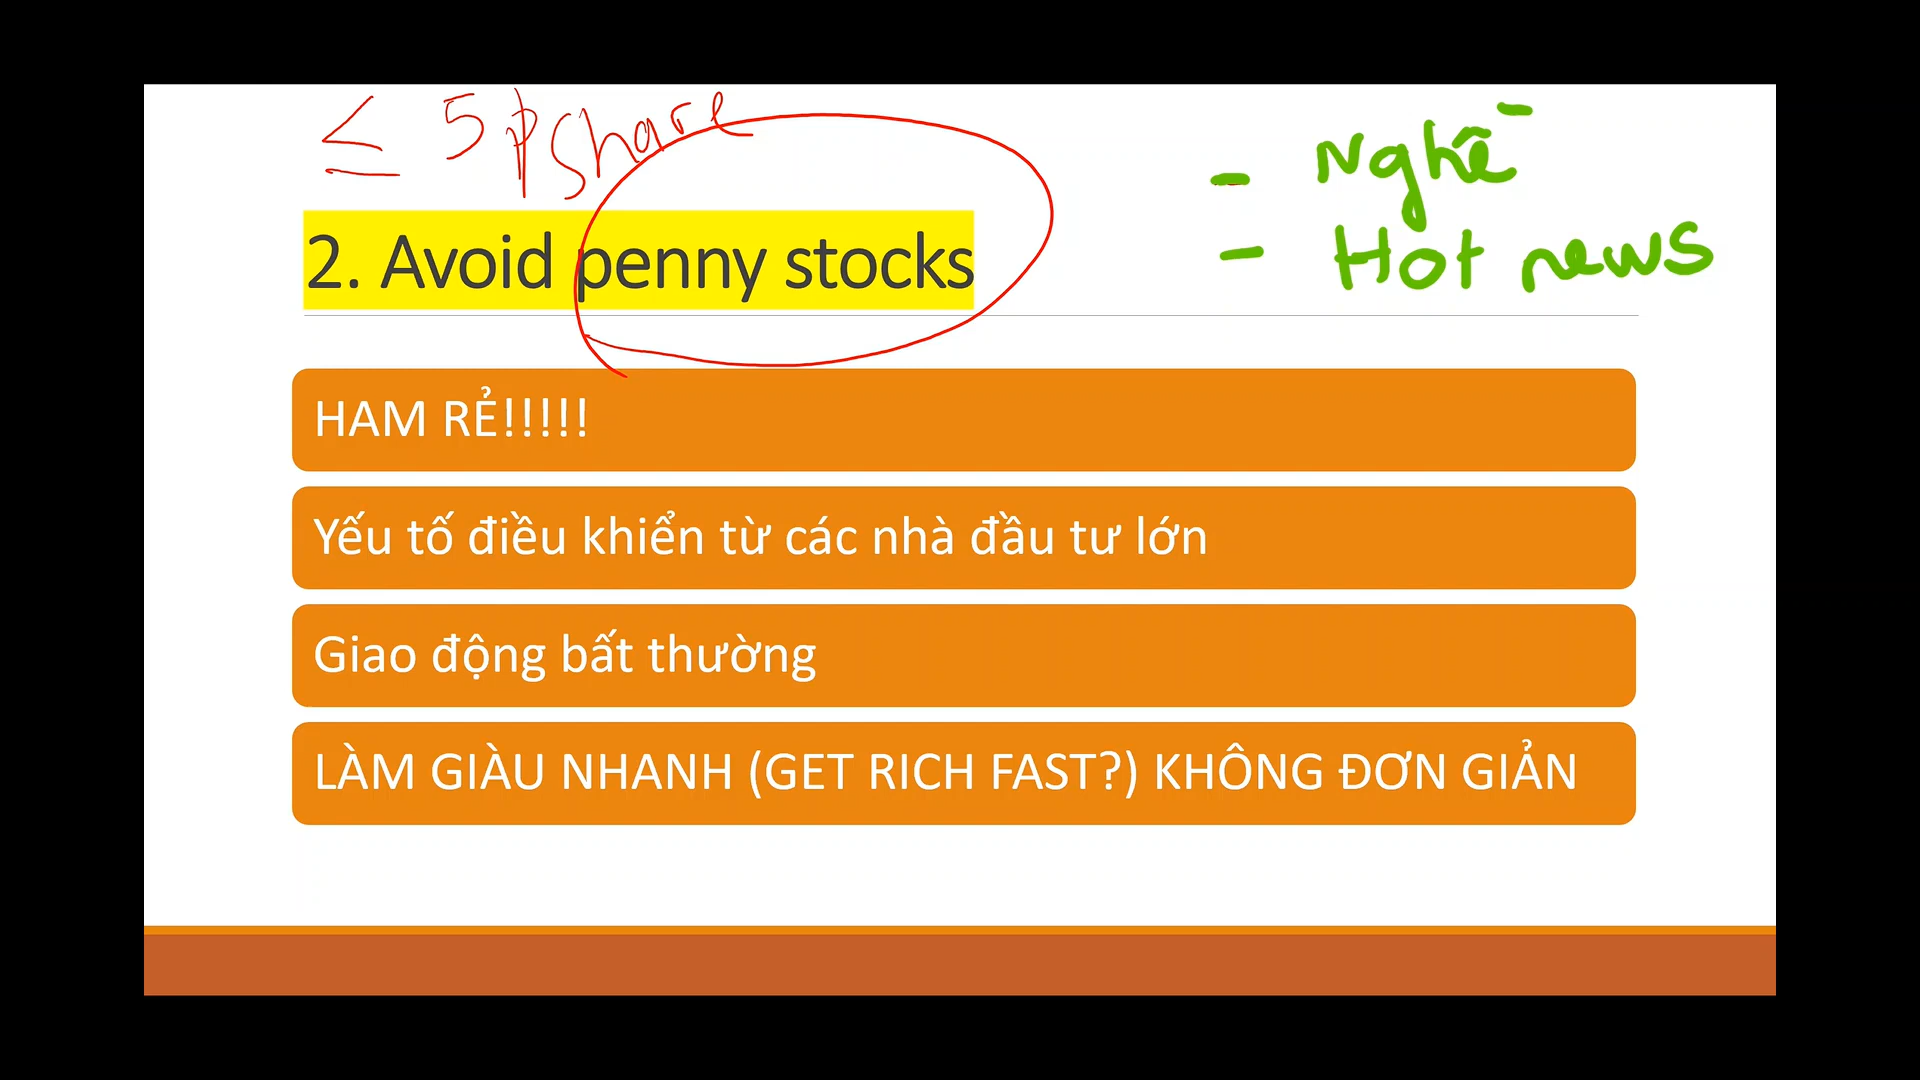 ≤ 5$ share
- Nghề
- Hot news
2. Avoid penny stocks
HAM RẺ!!!!!
Yếu tố điều khiển từ các nhà đầu tư lớn
Giao động bất thường
LÀM GIÀU NHANH (GET RICH FAST?) KHÔNG ĐƠN GIẢN